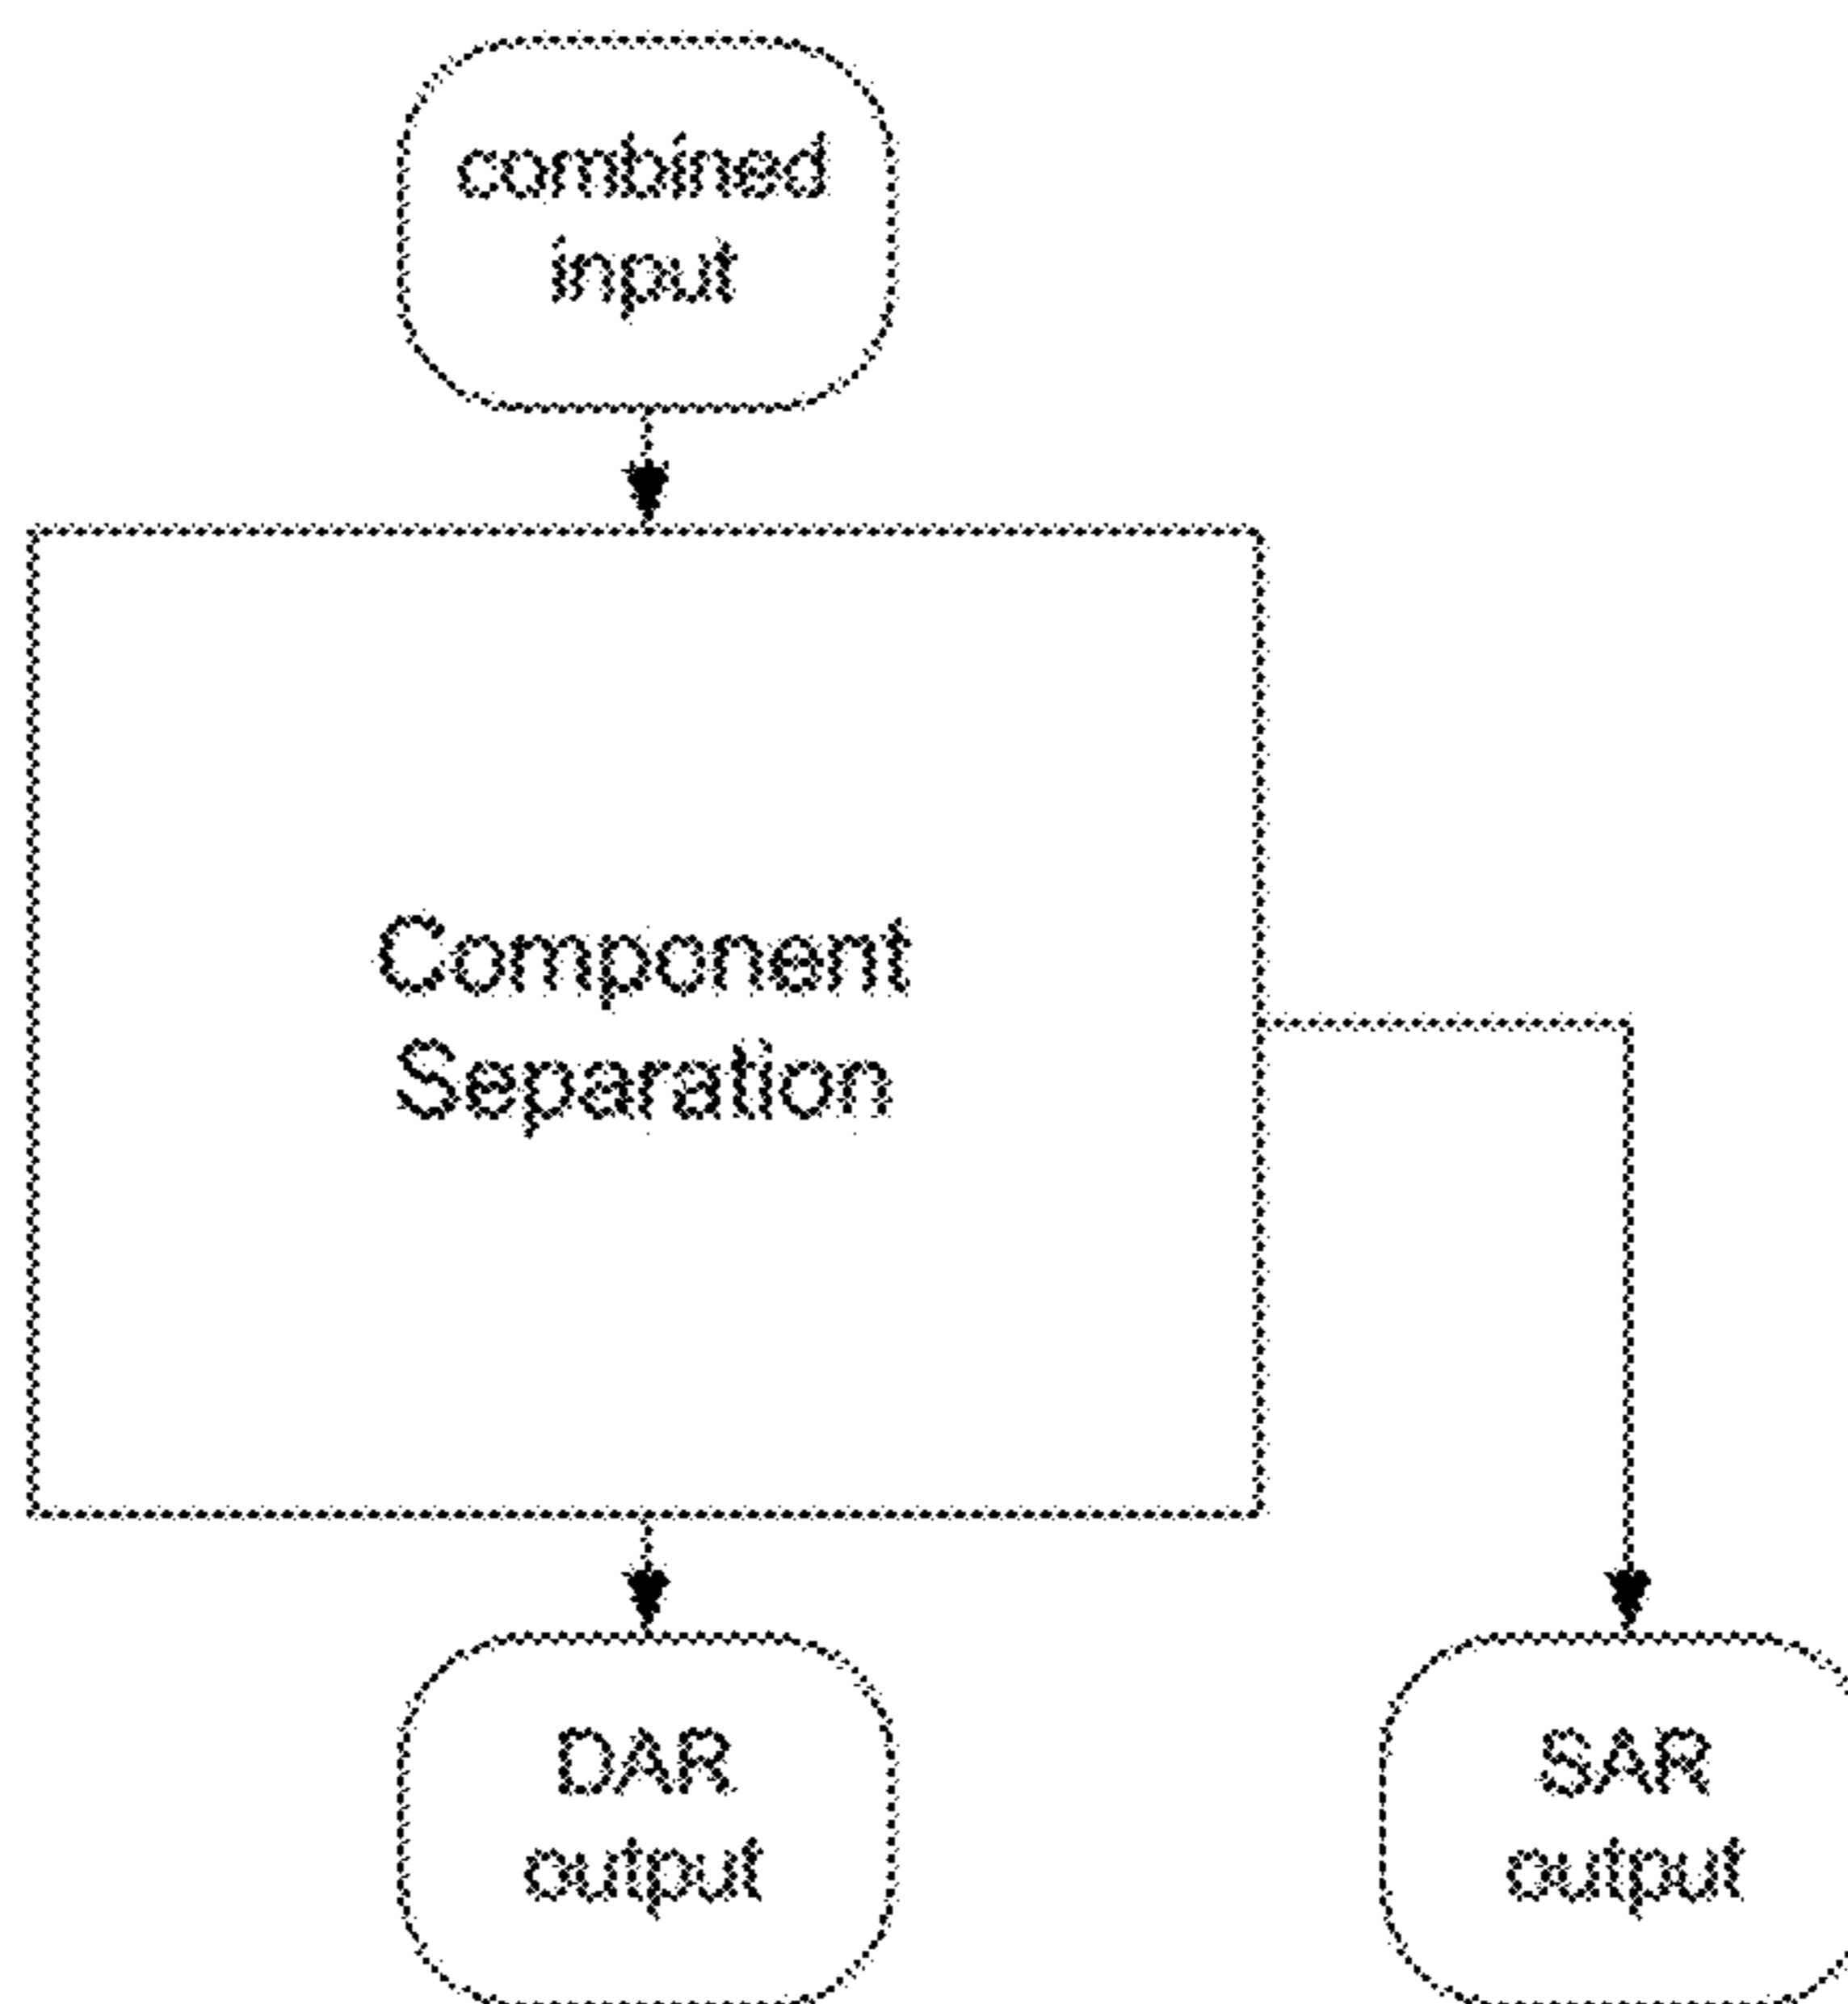 combined
input
Component
Separation
DAR
output
SAR
output